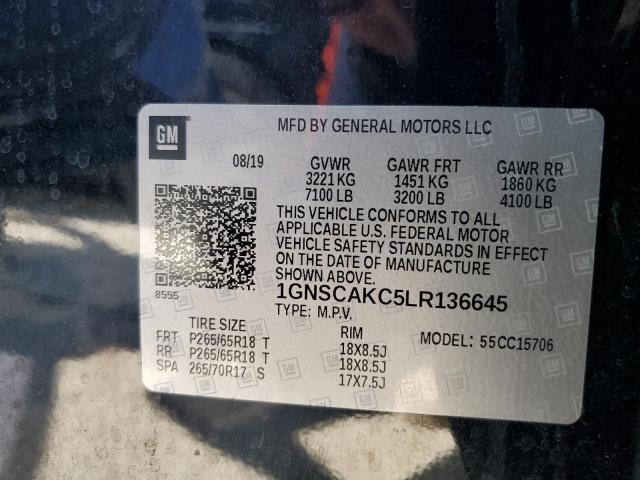 GM
MFD BY GENERAL MOTORS LLC
08/19 GVWR GAWR FRT GAWR RR
3221 KG 1451 KG 1860 KG
7100 LB 3200 LB 4100 LB
THIS VEHICLE CONFORMS TO ALL
APPLICABLE U.S. FEDERAL MOTOR
VEHICLE SAFETY STANDARDS IN EFFECT
ON THE DATE OF MANUFACTURE
SHOWN ABOVE.
8555
1GNSCAKC5LR136645
TYPE: M.P.V.
TIRE SIZE RIM MODEL: 55CC15706
FRT P265/65R18 T 18X8.5J
RR P265/65R18 T 18X8.5J
SPA 265/70R17 S 17X7.5J